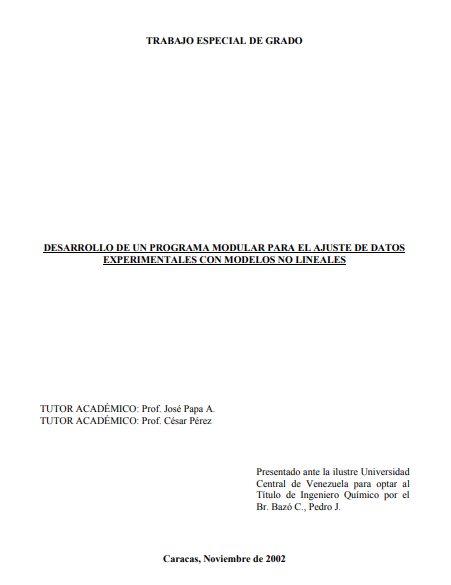 TRABAJO ESPECIAL DE GRADO
DESARROLLO DE UN PROGRAMA MODULAR PARA EL AJUSTE DE DATOS
EXPERIMENTALES CON MODELOS NO LINEALES
TUTOR ACADÉMICO: Prof. José Papa A.
TUTOR ACADÉMICO: Prof. César Pérez
Presentado ante la ilustre Universidad
Central de Venezuela para optar al
Título de Ingeniero Químico por el
Br. Bazó C., Pedro J.
Caracas, Noviembre de 2002